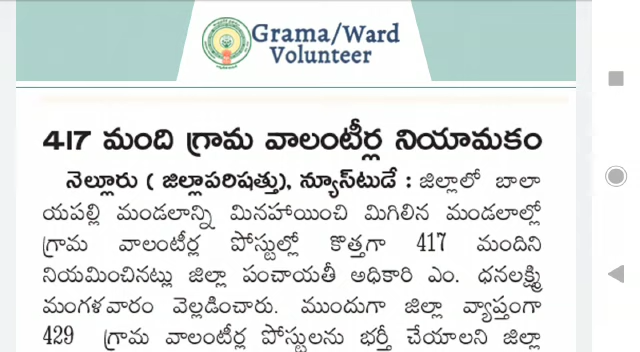 Grama/Ward
Volunteer
417 మంది గ్రామ వాలంటీర్ల నియామకం
నెల్లూరు ( జిల్లాపరిషత్తు), న్యూస్‌టుడే : జిల్లాలో బాలా
యపల్లి మండలాన్ని మినహాయించి మిగిలిన మండలాల్లో
గ్రామ వాలంటీర్ల పోస్టుల్లో కొత్తగా 417 మందిని
నియమించినట్లు జిల్లా పంచాయతీ అధికారి ఎం. ధనలక్ష్మి
మంగళవారం వెల్లడించారు. ముందుగా జిల్లా వ్యాప్తంగా
429 గ్రామ వాలంటీర్ల పోస్టులను భర్తీ చేయాలని జిల్లా